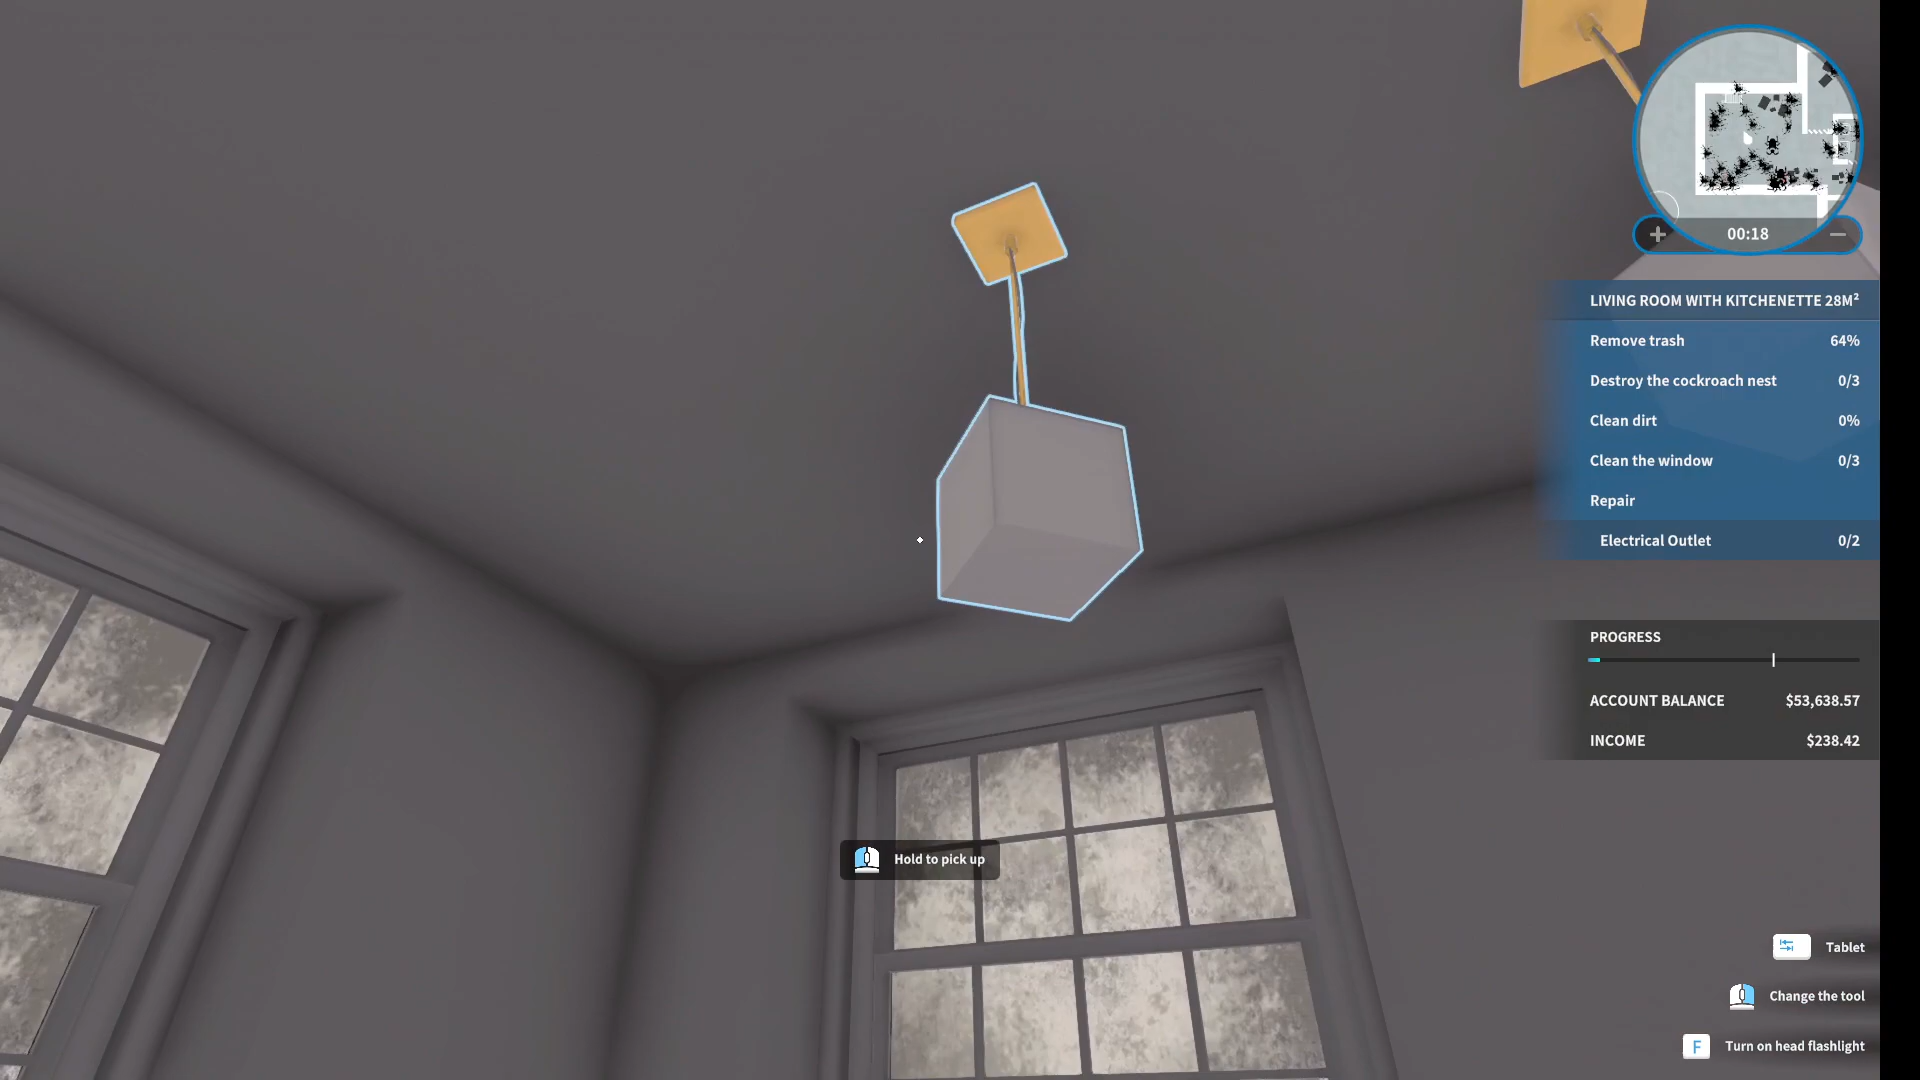 00:18
LIVING ROOM WITH KITCHENETTE 28M²
Remove trash 64%
Destroy the cockroach nest 0/3
Clean dirt 0%
Clean the window 0/3
Repair
Electrical Outlet 0/2
PROGRESS
ACCOUNT BALANCE $53,638.57
INCOME $238.42
Hold to pick up
Tablet
Change the tool
F Turn on head flashlight